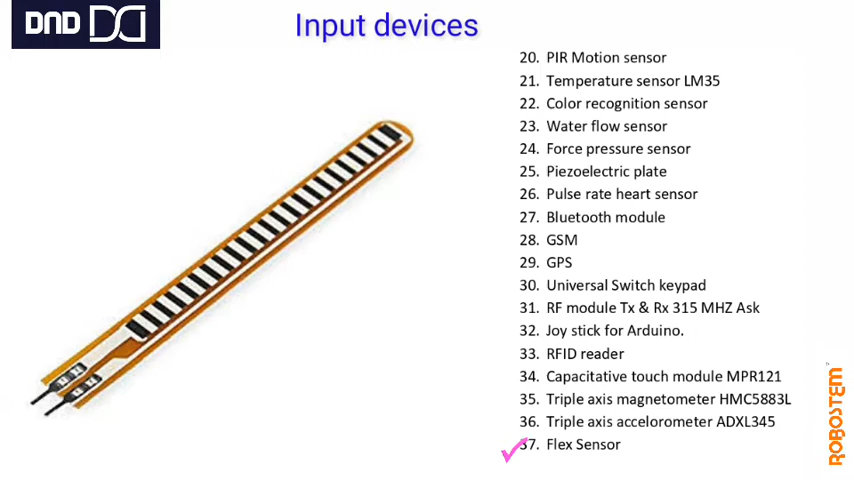 DND
Input devices
20. PIR Motion sensor
21. Temperature sensor LM35
22. Color recognition sensor
23. Water flow sensor
24. Force pressure sensor
25. Piezoelectric plate
26. Pulse rate heart sensor
27. Bluetooth module
28. GSM
29. GPS
30. Universal Switch keypad
31. RF module Tx & Rx 315 MHZ Ask
32. Joy stick for Arduino.
33. RFID reader
34. Capacitative touch module MPR121
35. Triple axis magnetometer HMC5883L
36. Triple axis accelorometer ADXL345
37. Flex Sensor
ROBOSTEM